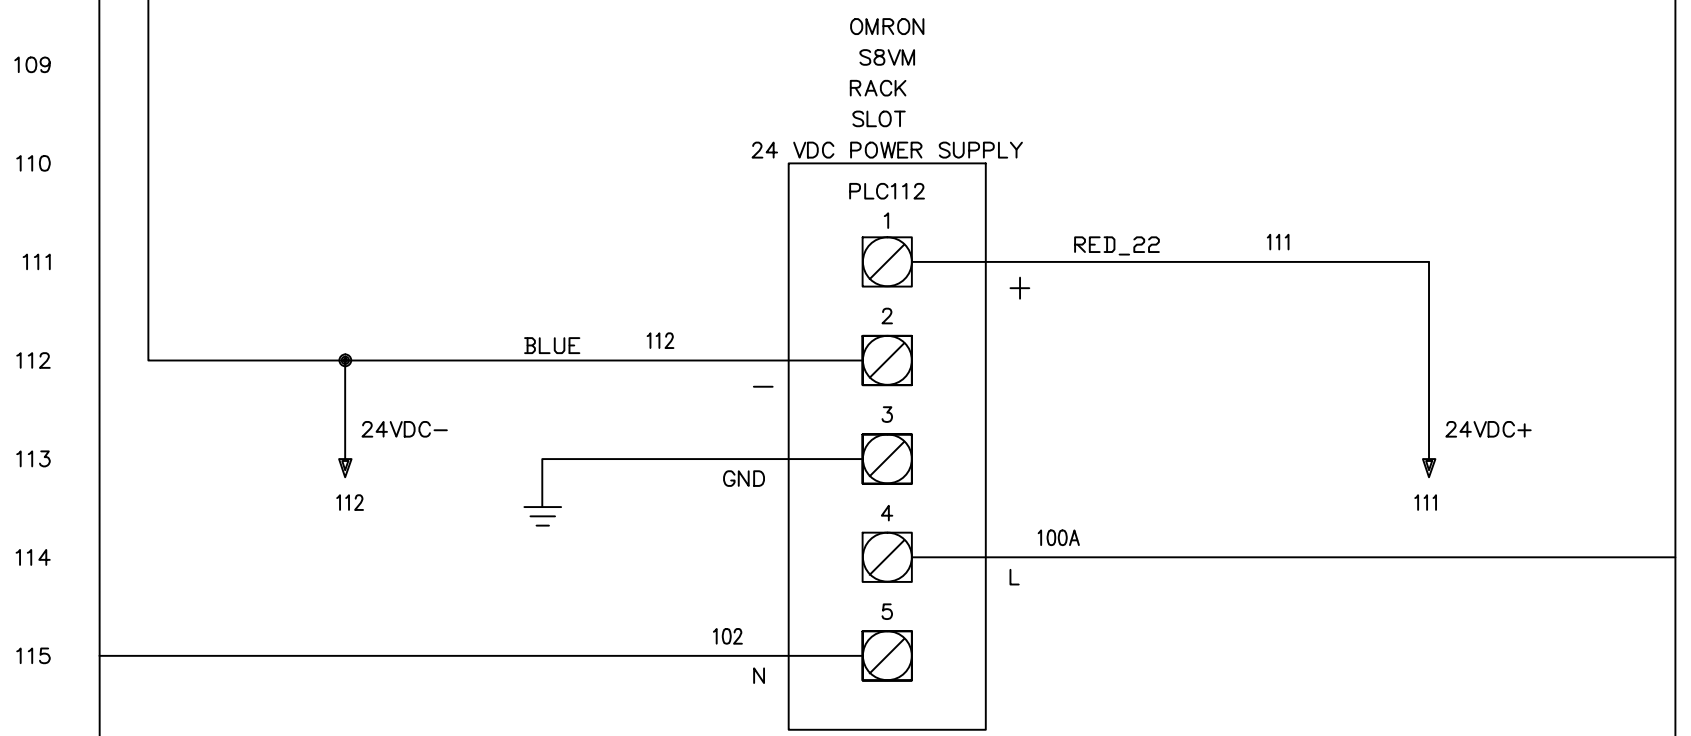 OMRON
109
S8VM
RACK
SLOT
110
24 VDC POWER SUPPLY
PLC112
1
111
RED_22
111
+
2
112
BLUE
112
−
3
24VDC−
24VDC+
113
GND
112
111
4
114
100A
L
5
115
102
N